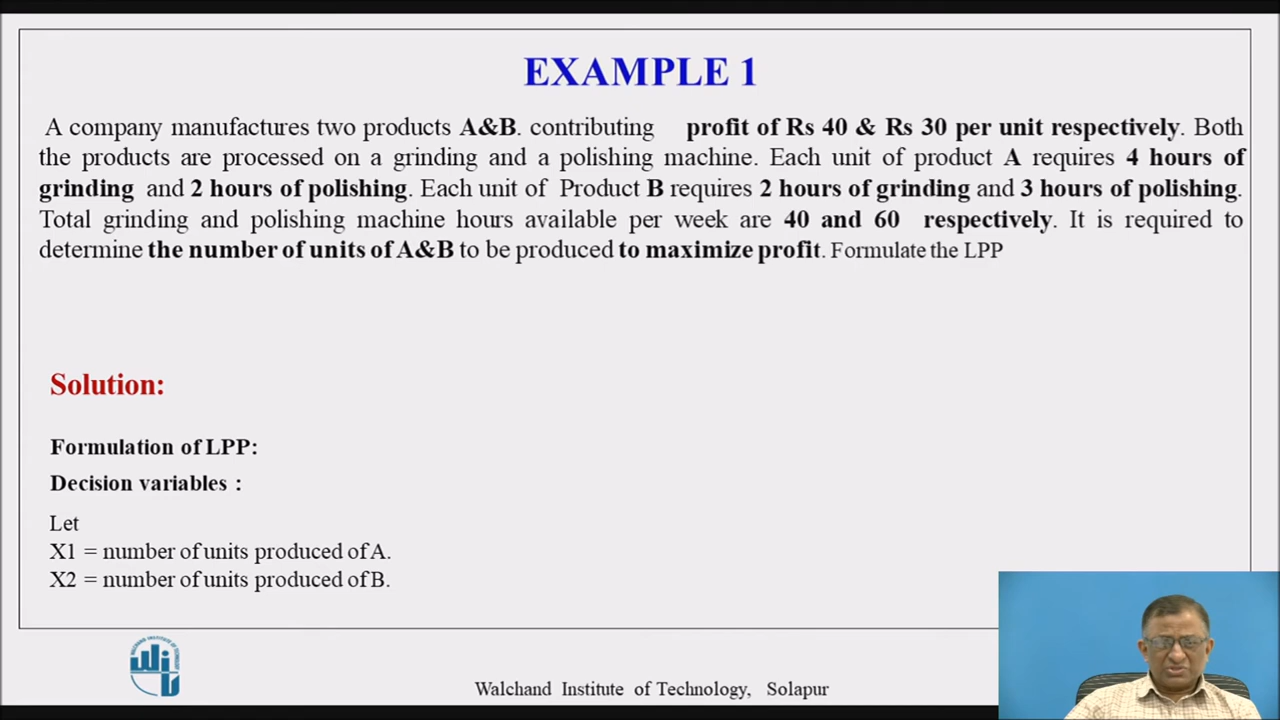 EXAMPLE 1
A company manufactures two products A&B. contributing profit of Rs 40 & Rs 30 per unit respectively. Both
the products are processed on a grinding and a polishing machine. Each unit of product A requires 4 hours of
grinding and 2 hours of polishing. Each unit of Product B requires 2 hours of grinding and 3 hours of polishing.
Total grinding and polishing machine hours available per week are 40 and 60 respectively. It is required to
determine the number of units of A&B to be produced to maximize profit. Formulate the LPP
Solution:
Formulation of LPP:
Decision variables :
Let
X1 = number of units produced of A.
X2 = number of units produced of B.
Walchand Institute of Technology, Solapur